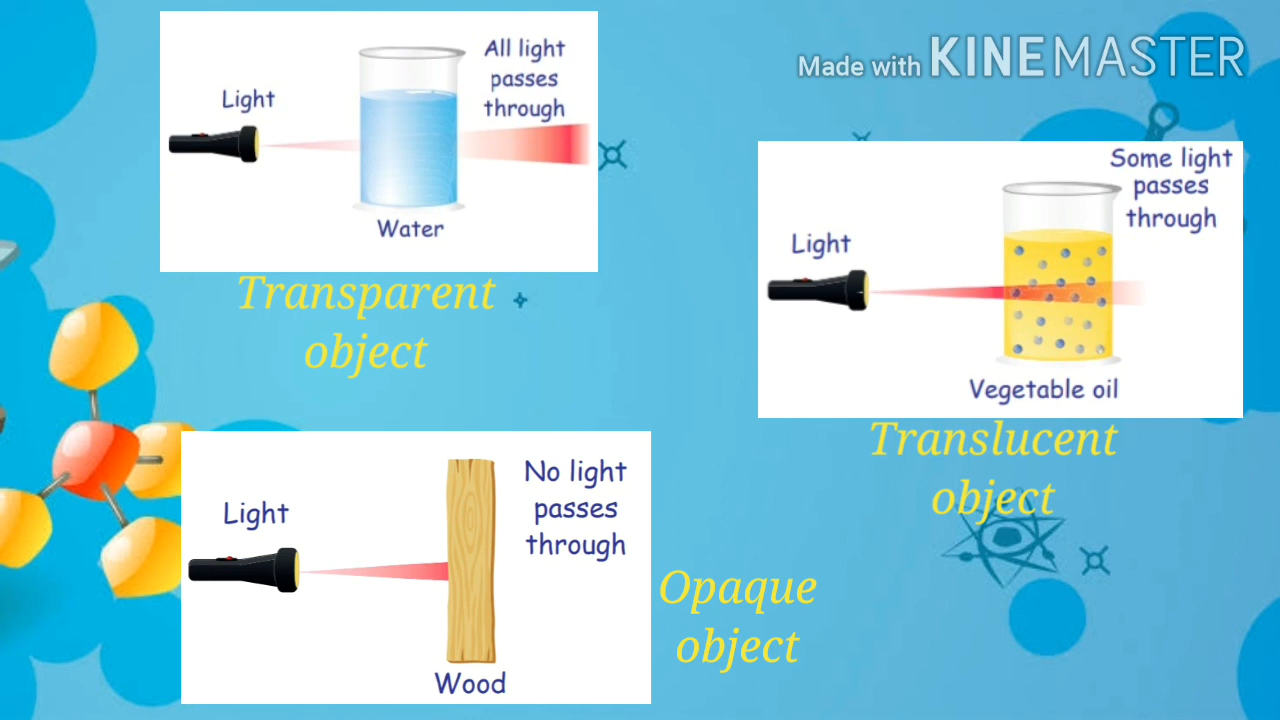 Made with KINEMASTER
Light
All light
passes
through
Water
Transparent
object
Light
Some light
passes
through
Vegetable oil
Translucent
object
Light
No light
passes
through
Wood
Opaque
object